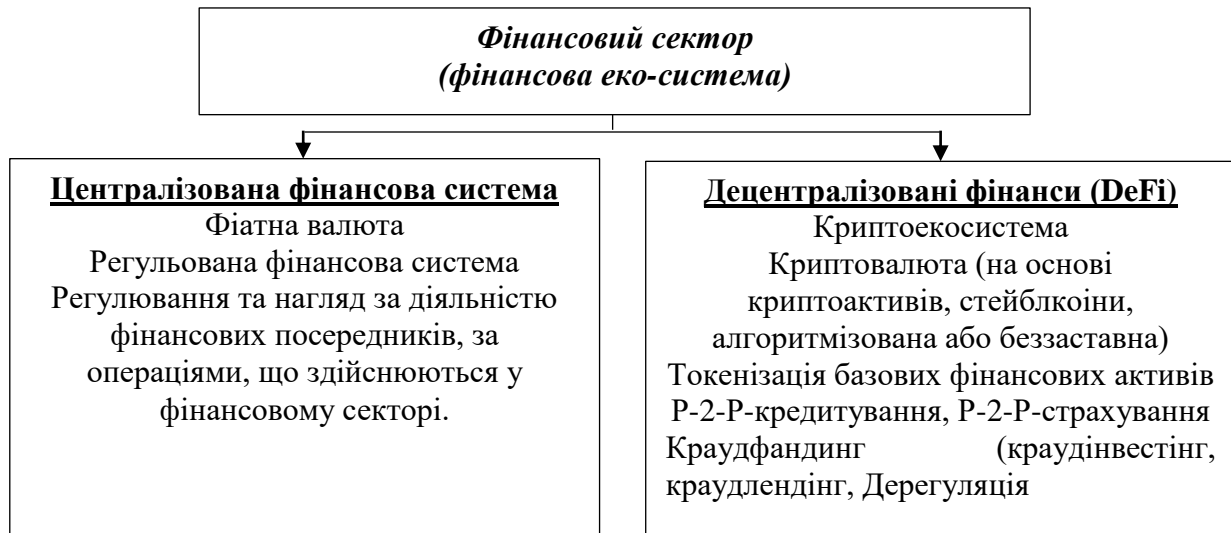 Фінансовий сектор
(фінансова еко-система)
Централізована фінансова система
Фіатна валюта
Регульована фінансова система
Регулювання та нагляд за діяльністю
фінансових посередників, за
операціями, що здійснюються у
фінансовому секторі.
Децентралізовані фінанси (DeFi)
Криптоекосистема
Криптовалюта (на основі
криптоактивів, стейблкоіни,
алгоритмізована або беззаставна)
Токенізація базових фінансових активів
Р-2-Р-кредитування, Р-2-Р-страхування
Краудфандинг (краудінвестінг,
краудлендінг, Дерегуляція